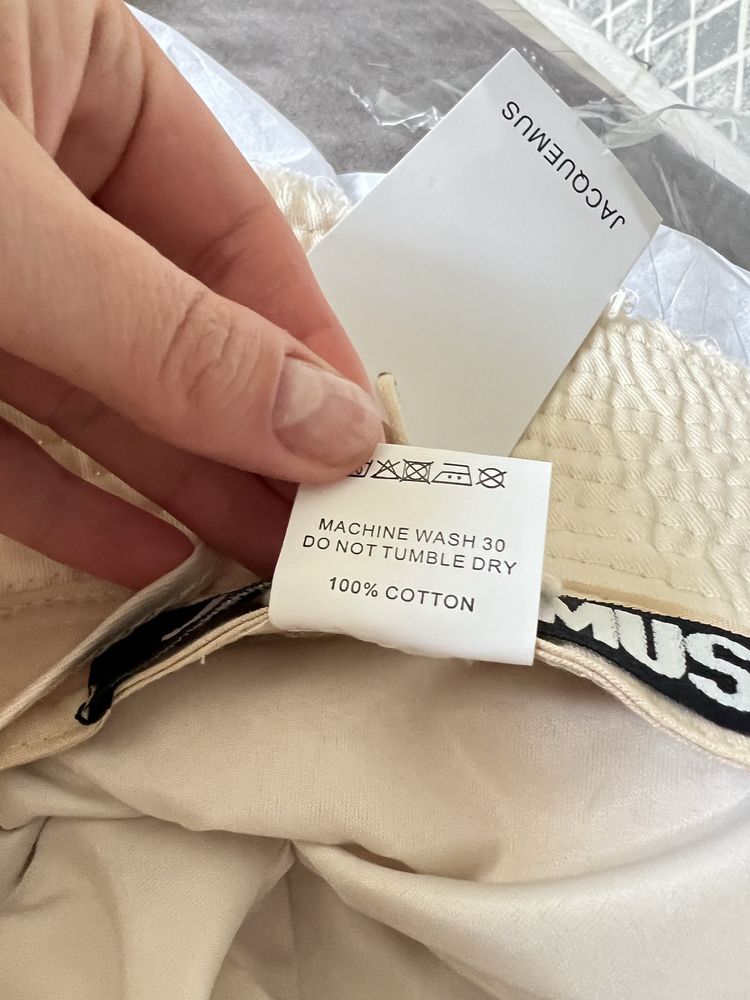 JACQUEMUS
MACHINE WASH 30
DO NOT TUMBLE DRY
100% COTTON
MUS